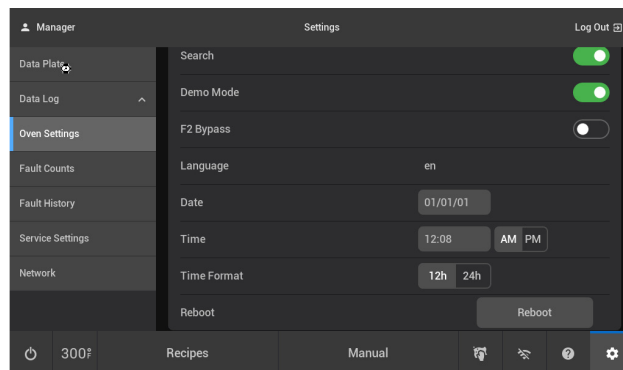 Manager Settings Log Out
Data Plate Search
Data Log Demo Mode
Oven Settings F2 Bypass
Fault Counts Language en
Fault History Date 01/01/01
Service Settings Time 12:08 AM PM
Network Time Format 12h 24h
Reboot Reboot
300°F Recipes Manual